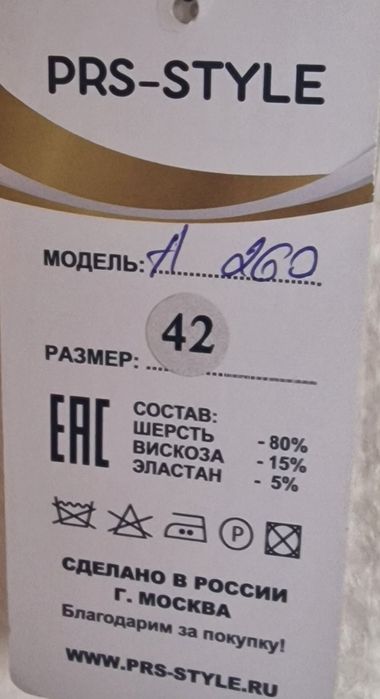 PRS-STYLE
МОДЕЛЬ: А 260
42
РАЗМЕР:
EAC
СОСТАВ:
ШЕРСТЬ - 80%
ВИСКОЗА - 15%
ЭЛАСТАН - 5%
P
СДЕЛАНО В РОССИИ
Г. МОСКВА
Благодарим за покупку!
WWW.PRS-STYLE.RU